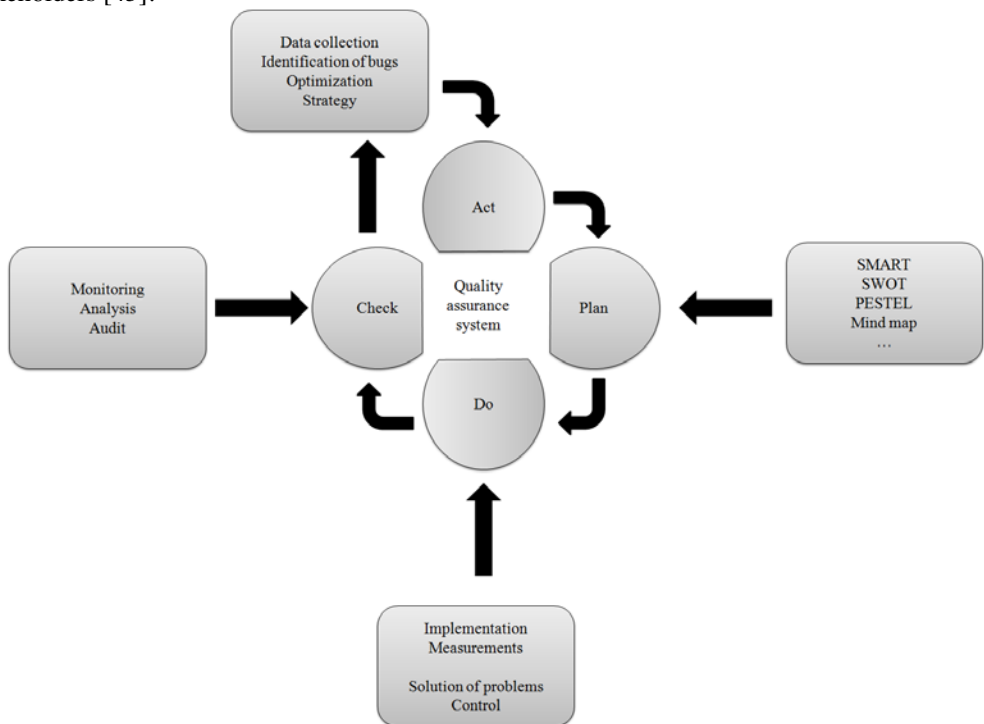 Data collection
Identification of bugs
Optimization
Strategy
Act
Monitoring
Analysis
Audit
Check
Quality
assurance
system
Plan
SMART
SWOT
PESTEL
Mind map
…
Do
Implementation
Measurements
Solution of problems
Control